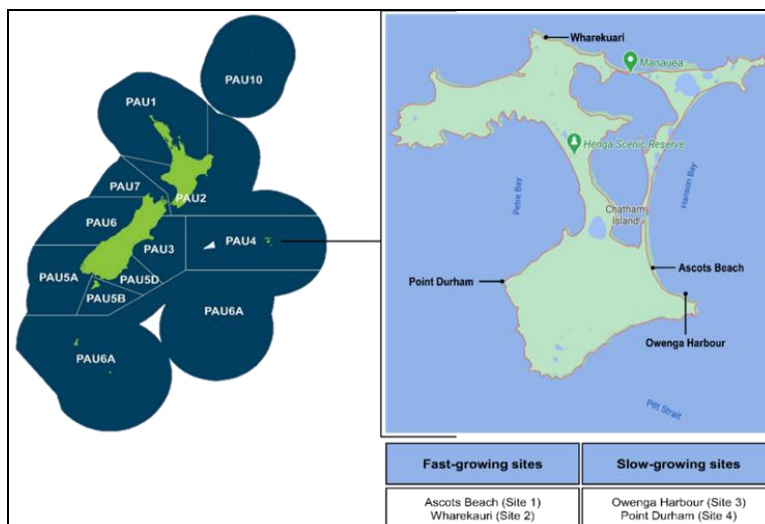 PAU10
PAU1
PAU7
PAU2
PAU6
PAU3
PAU4
PAU5A
PAU5D
PAU5B
PAU6A
PAU6A
Wharekuari
Manauea
Henga Scenic Reserve
Petre Bay
Hanson Bay
Chatham
Island
Ascots Beach
Point Durham
Owenga Harbour
Pitt Strait
Fast-growing sites
Slow-growing sites
Ascots Beach (Site 1)
Wharekauri (Site 2)
Owenga Harbour (Site 3)
Point Durham (Site 4)